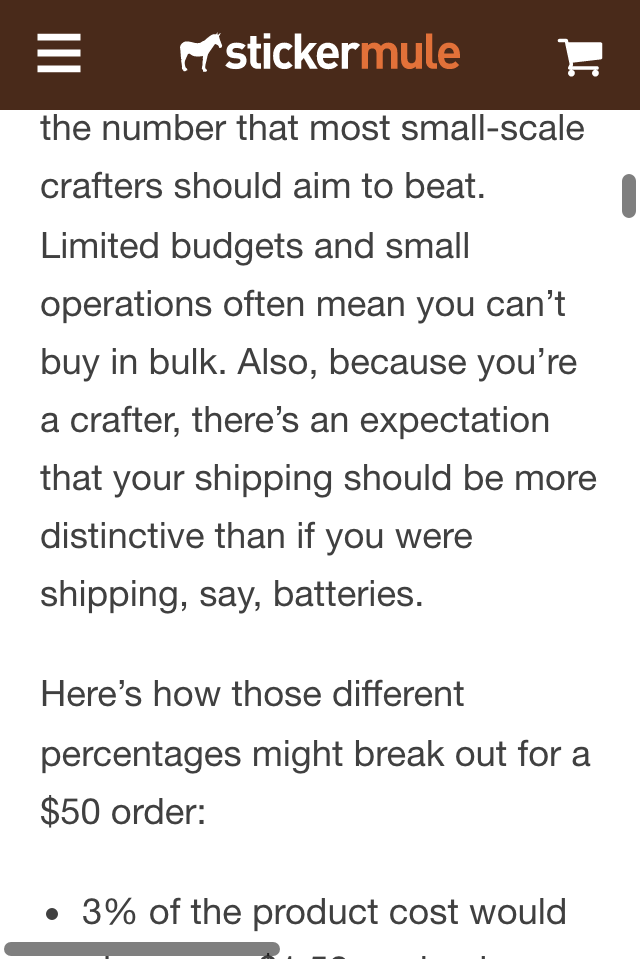 stickermule
the number that most small-scale
crafters should aim to beat.
Limited budgets and small
operations often mean you can’t
buy in bulk. Also, because you’re
a crafter, there’s an expectation
that your shipping should be more
distinctive than if you were
shipping, say, batteries.
Here’s how those different
percentages might break out for a
$50 order:
• 3% of the product cost would